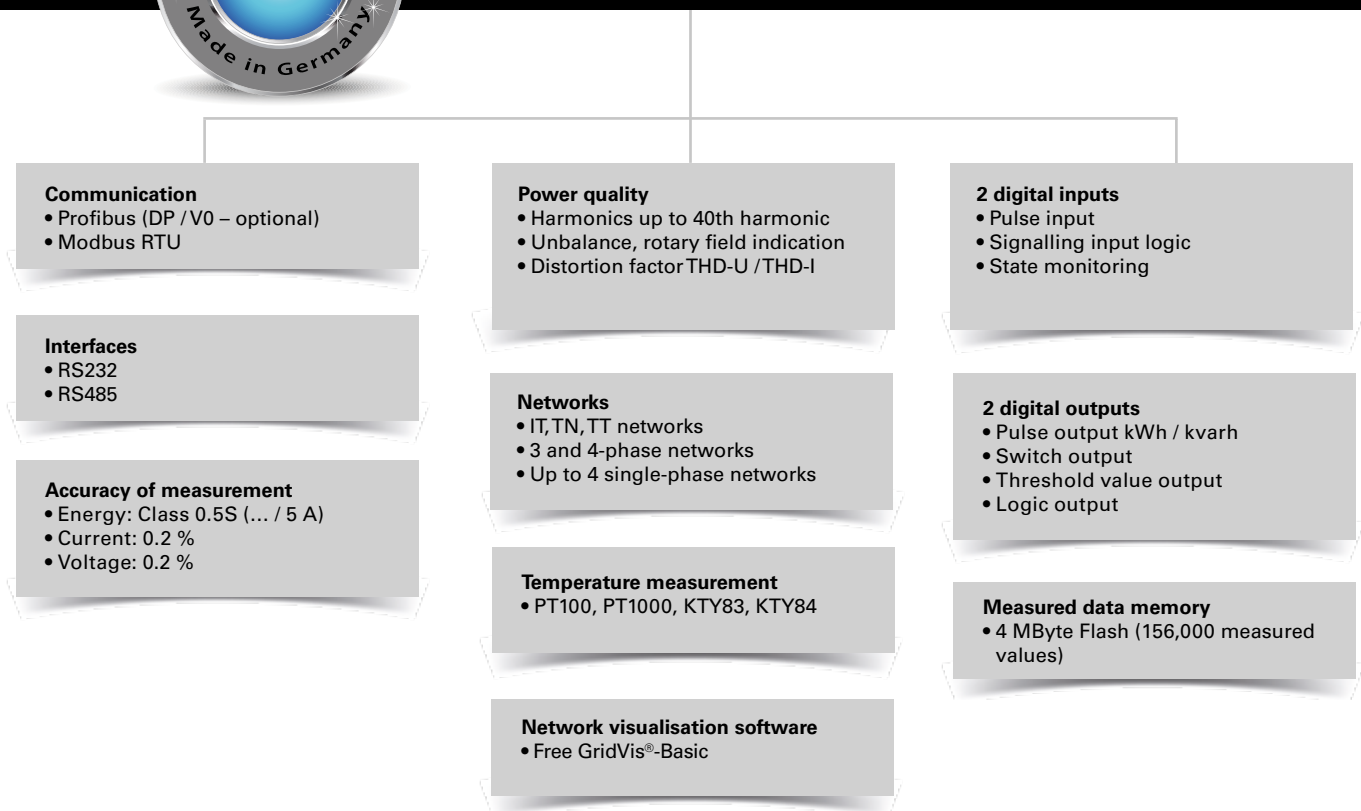 Made in Germany
Communication
• Profibus (DP / V0 – optional)
• Modbus RTU
Interfaces
• RS232
• RS485
Accuracy of measurement
• Energy: Class 0.5S (… / 5 A)
• Current: 0.2 %
• Voltage: 0.2 %
Power quality
• Harmonics up to 40th harmonic
• Unbalance, rotary field indication
• Distortion factor THD-U / THD-I
Networks
• IT, TN, TT networks
• 3 and 4-phase networks
• Up to 4 single-phase networks
Temperature measurement
• PT100, PT1000, KTY83, KTY84
Network visualisation software
• Free GridVis®-Basic
2 digital inputs
• Pulse input
• Signalling input logic
• State monitoring
2 digital outputs
• Pulse output kWh / kvarh
• Switch output
• Threshold value output
• Logic output
Measured data memory
• 4 MByte Flash (156,000 measured
values)